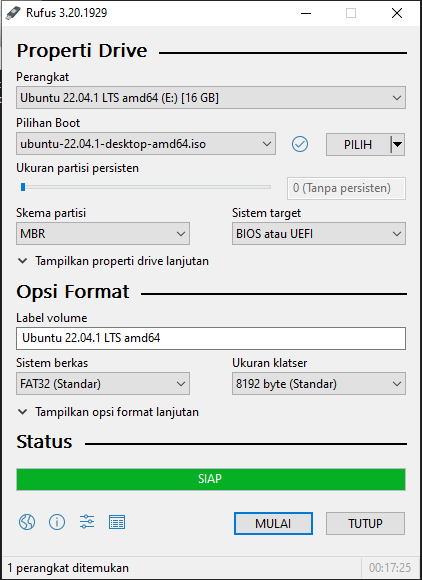 Rufus 3.20.1929
Properti Drive
Perangkat
Ubuntu 22.04.1 LTS amd64 (E:) [16 GB]
Pilihan Boot
ubuntu-22.04.1-desktop-amd64.iso
PILIH
Ukuran partisi persisten
0 (Tanpa persisten)
Skema partisi
Sistem target
MBR
BIOS atau UEFI
Tampilkan properti drive lanjutan
Opsi Format
Label volume
Ubuntu 22.04.1 LTS amd64
Sistem berkas
Ukuran klatser
FAT32 (Standar)
8192 byte (Standar)
Tampilkan opsi format lanjutan
Status
SIAP
MULAI
TUTUP
1 perangkat ditemukan
00:17:25